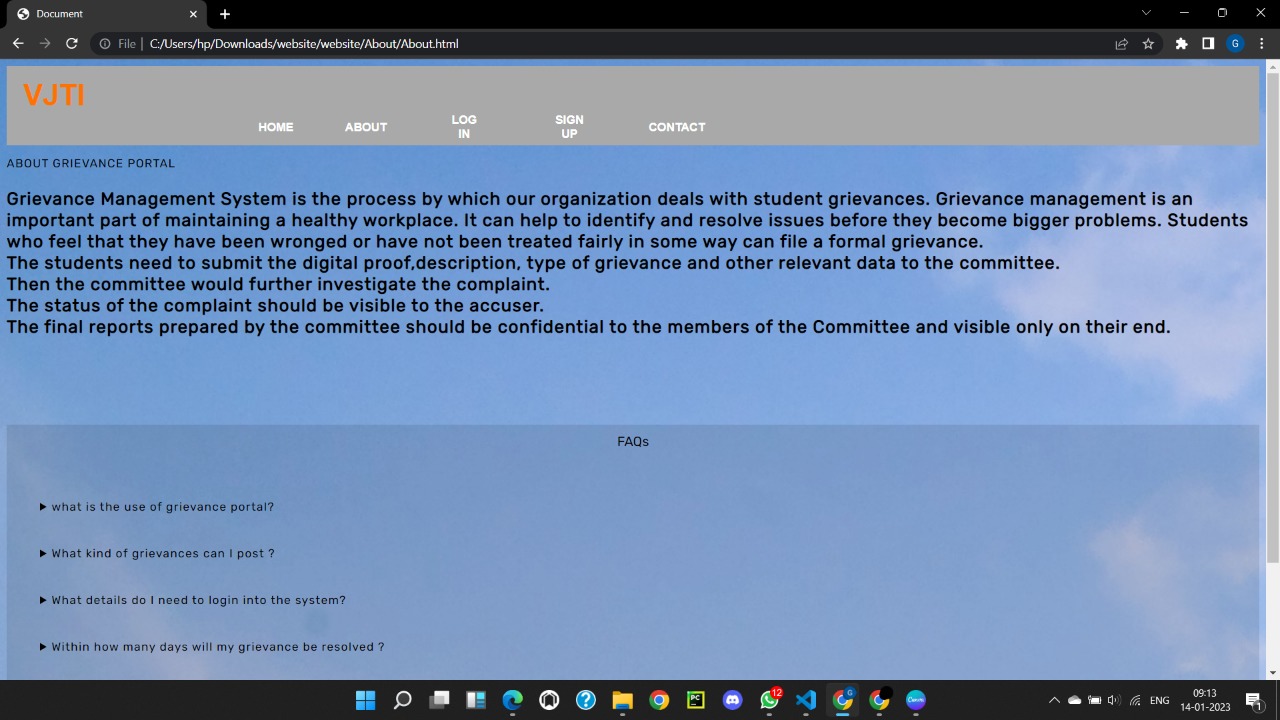 Document
File
C:/Users/hp/Downloads/website/website/About/About.html
G
VJTI
HOME
ABOUT
LOG
IN
SIGN
UP
CONTACT
ABOUT GRIEVANCE PORTAL
Grievance Management System is the process by which our organization deals with student grievances. Grievance management is an
important part of maintaining a healthy workplace. It can help to identify and resolve issues before they become bigger problems. Students
who feel that they have been wronged or have not been treated fairly in some way can file a formal grievance.
The students need to submit the digital proof,description, type of grievance and other relevant data to the committee.
Then the committee would further investigate the complaint.
The status of the complaint should be visible to the accuser.
The final reports prepared by the committee should be confidential to the members of the Committee and visible only on their end.
FAQs
what is the use of grievance portal?
What kind of grievances can I post ?
What details do I need to login into the system?
Within how many days will my grievance be resolved ?
PC
12
G
Canva
ENG
09:13
14-01-2023
1